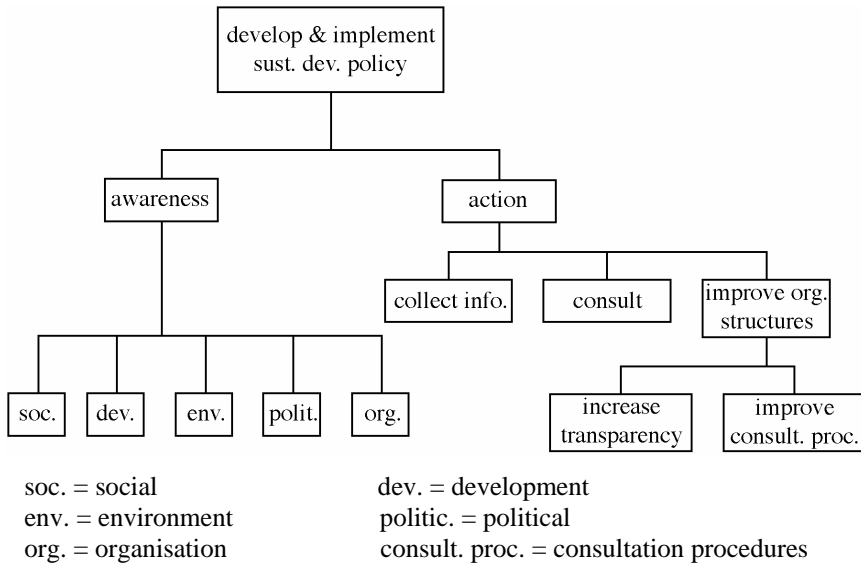 develop & implement
sust. dev. policy
awareness
action
collect info.
consult
improve org.
structures
soc.
dev.
env.
polit.
org.
increase
transparency
improve
consult. proc.
soc. = social
dev. = development
env. = environment
politic. = political
org. = organisation
consult. proc. = consultation procedures